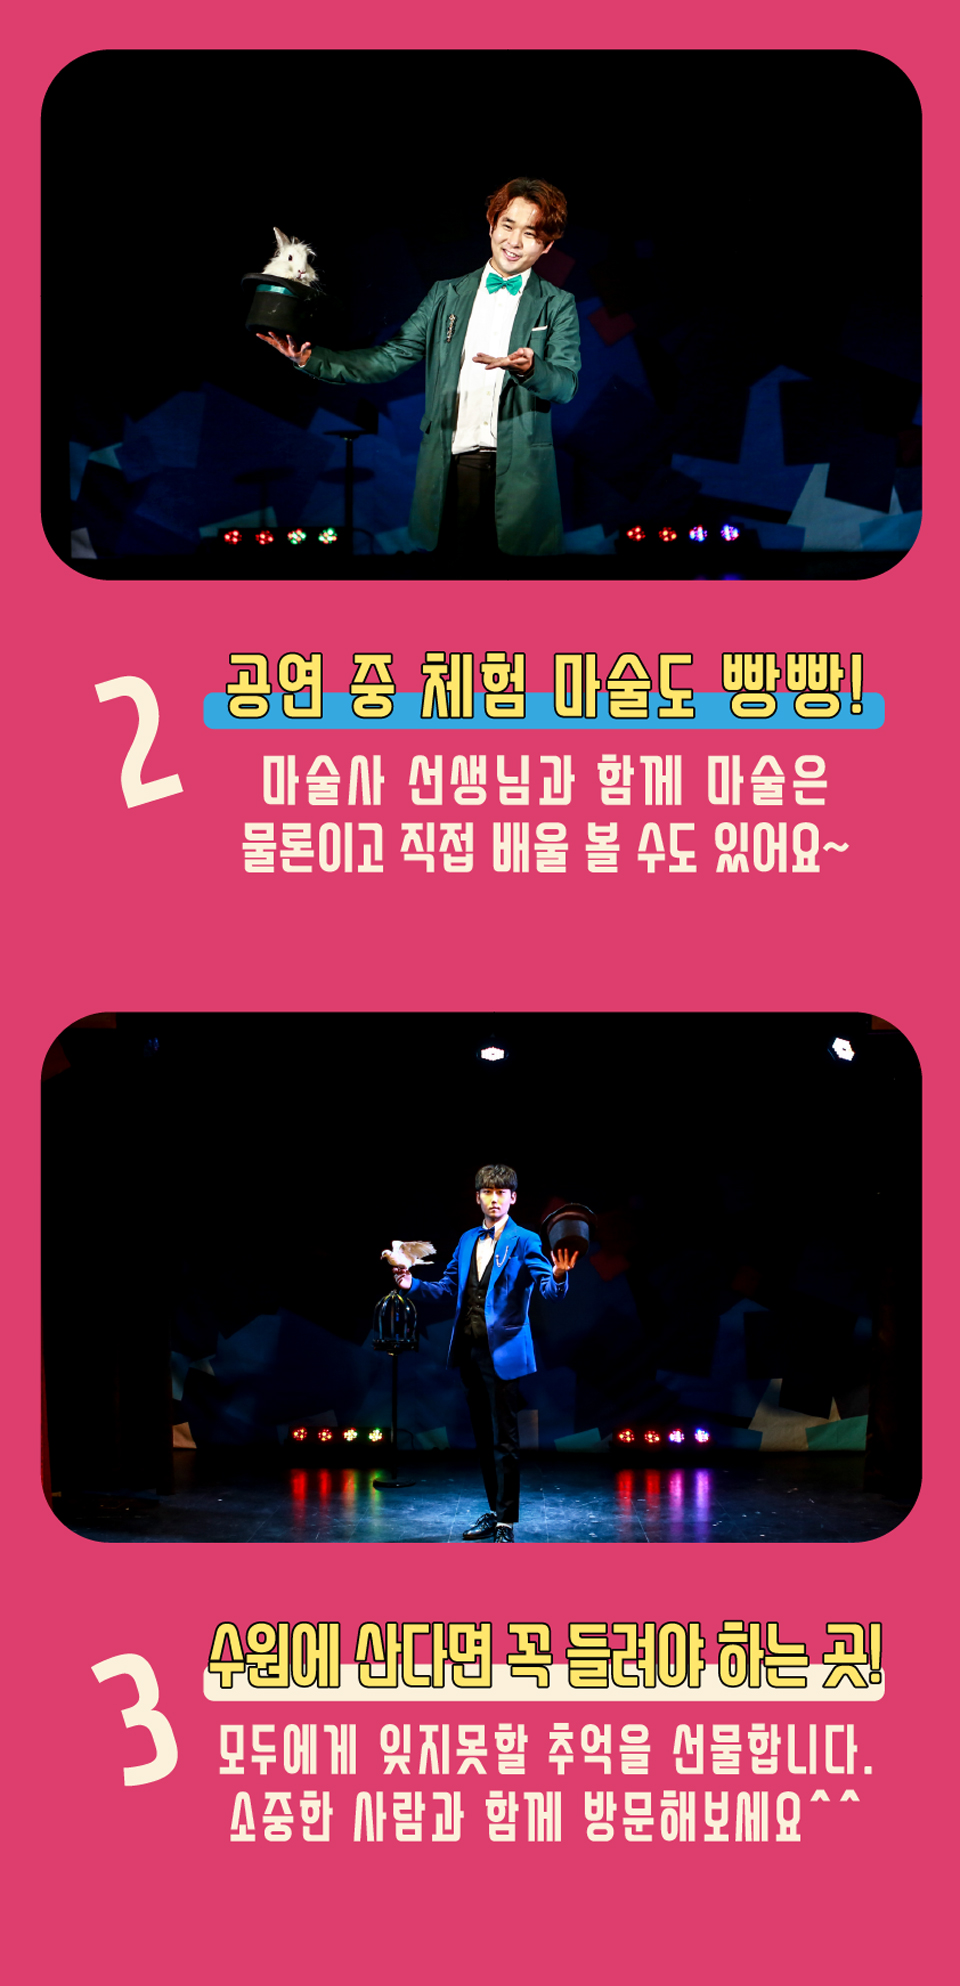 2
공연 중 체험 마술도 빵빵!
마술사 선생님과 함께 마술은
물론이고 직접 배울 볼 수도 있어요~
3
수원에 산다면 꼭 들려야 하는 곳!
모두에게 잊지못할 추억을 선물합니다.
소중한 사람과 함께 방문해보세요^^